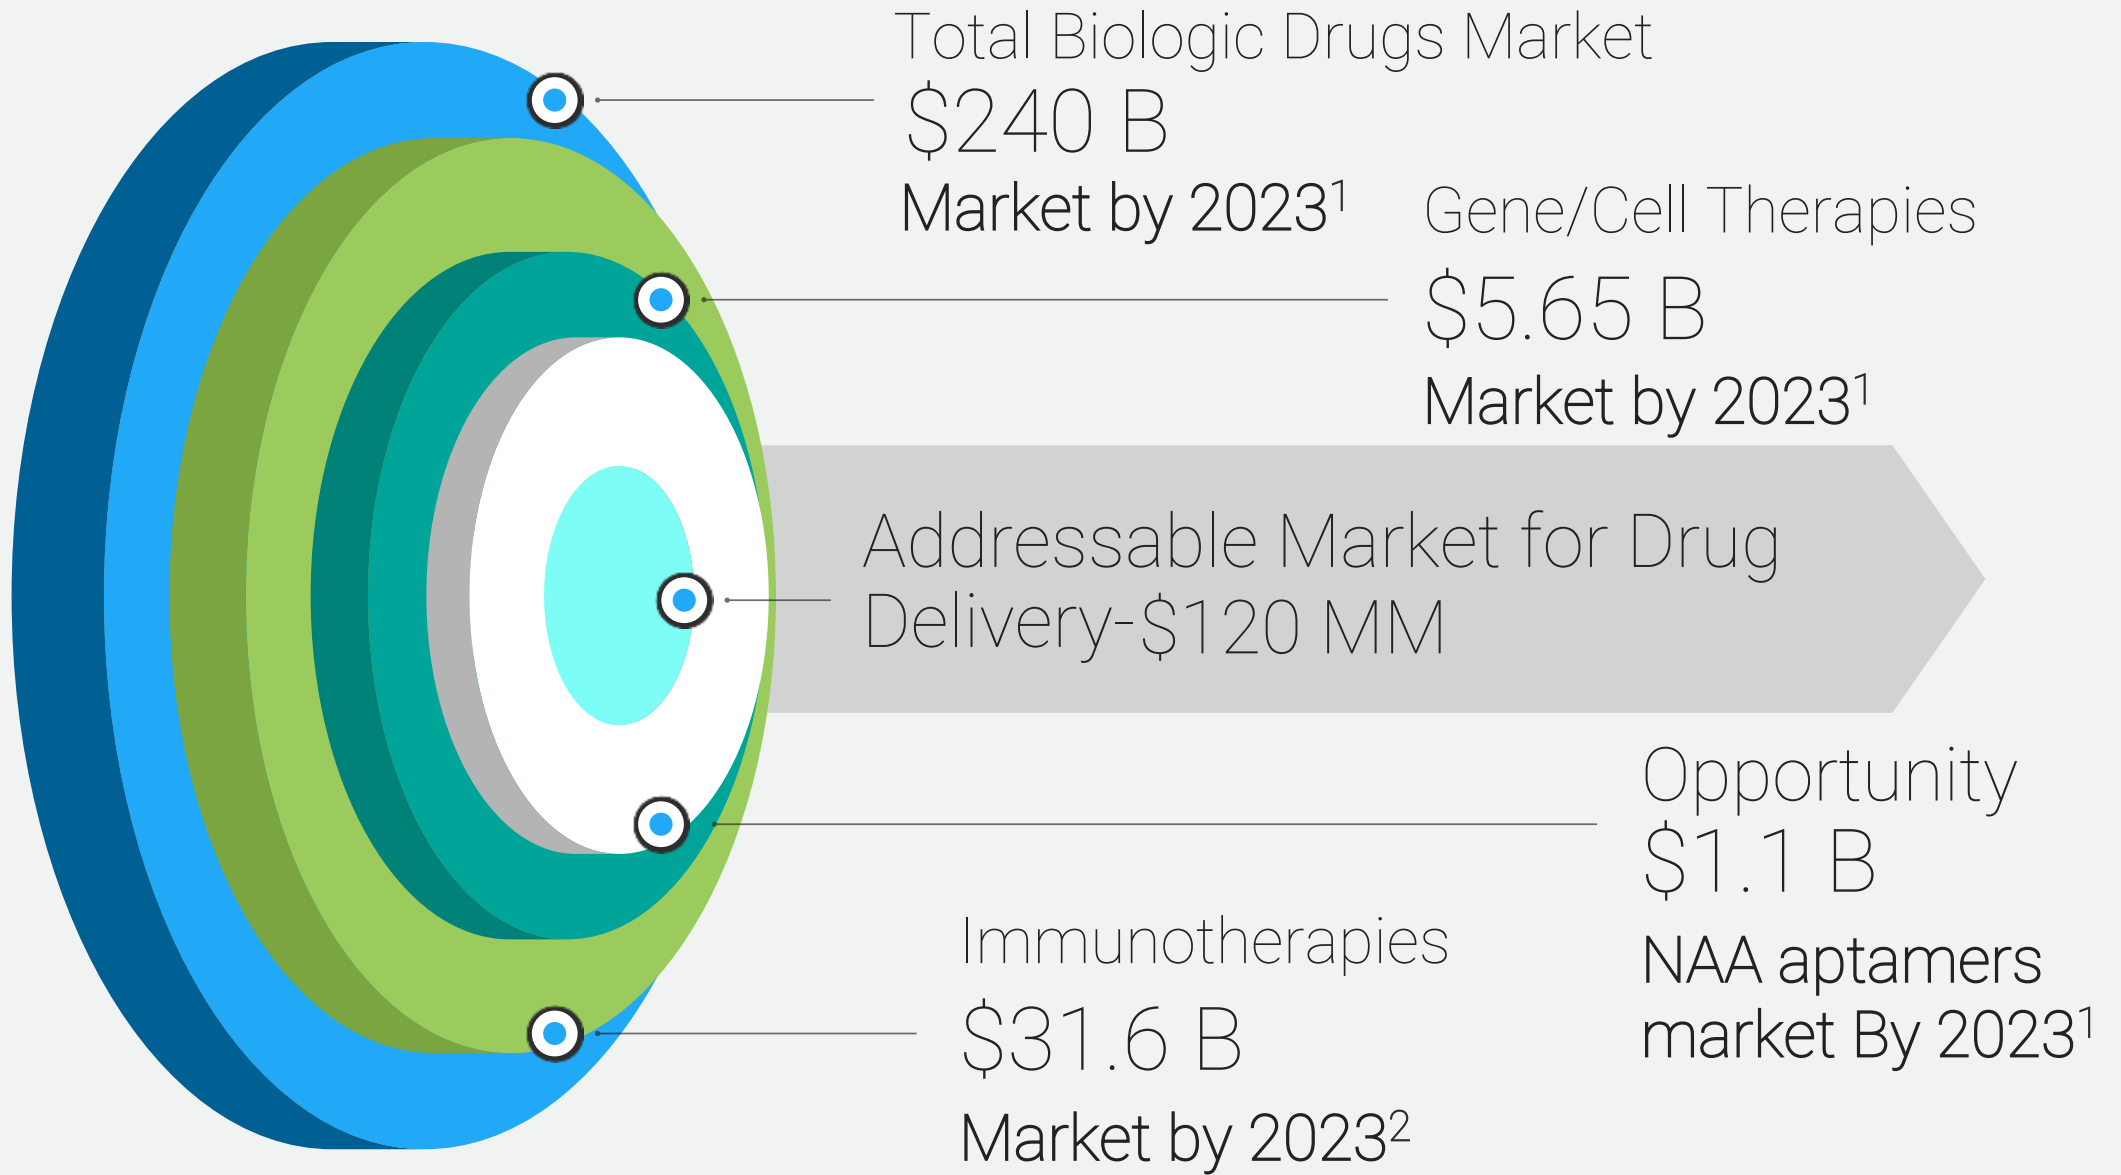 Total Biologic Drugs Market
$240 B
Market by 2023¹
Gene/Cell Therapies
$5.65 B
Market by 2023¹
Addressable Market for Drug
Delivery-$120 MM
Opportunity
$1.1 B
NAA aptamers
market By 2023¹
Immunotherapies
$31.6 B
Market by 2023²